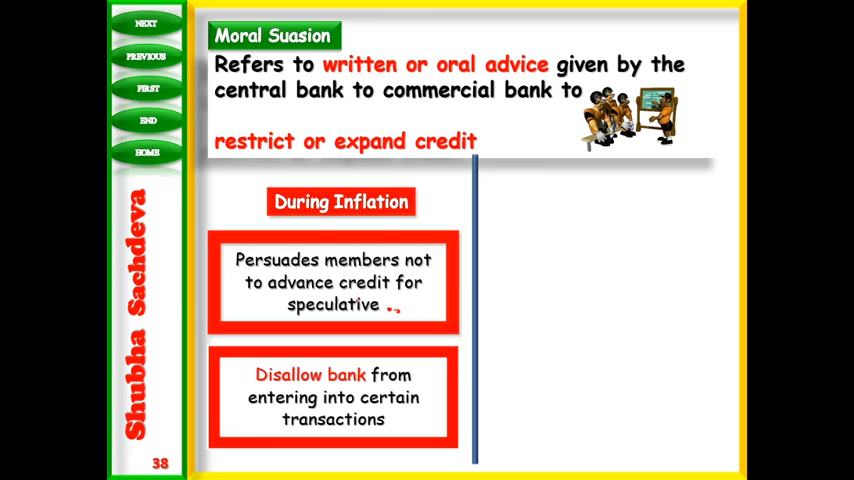 NEXT
PREVIOUS
FIRST
END
HOME
Shubha Sachdeva
38
Moral Suasion
Refers to written or oral advice given by the
central bank to commercial bank to
restrict or expand credit
During Inflation
Persuades members not
to advance credit for
speculative
Disallow bank from
entering into certain
transactions